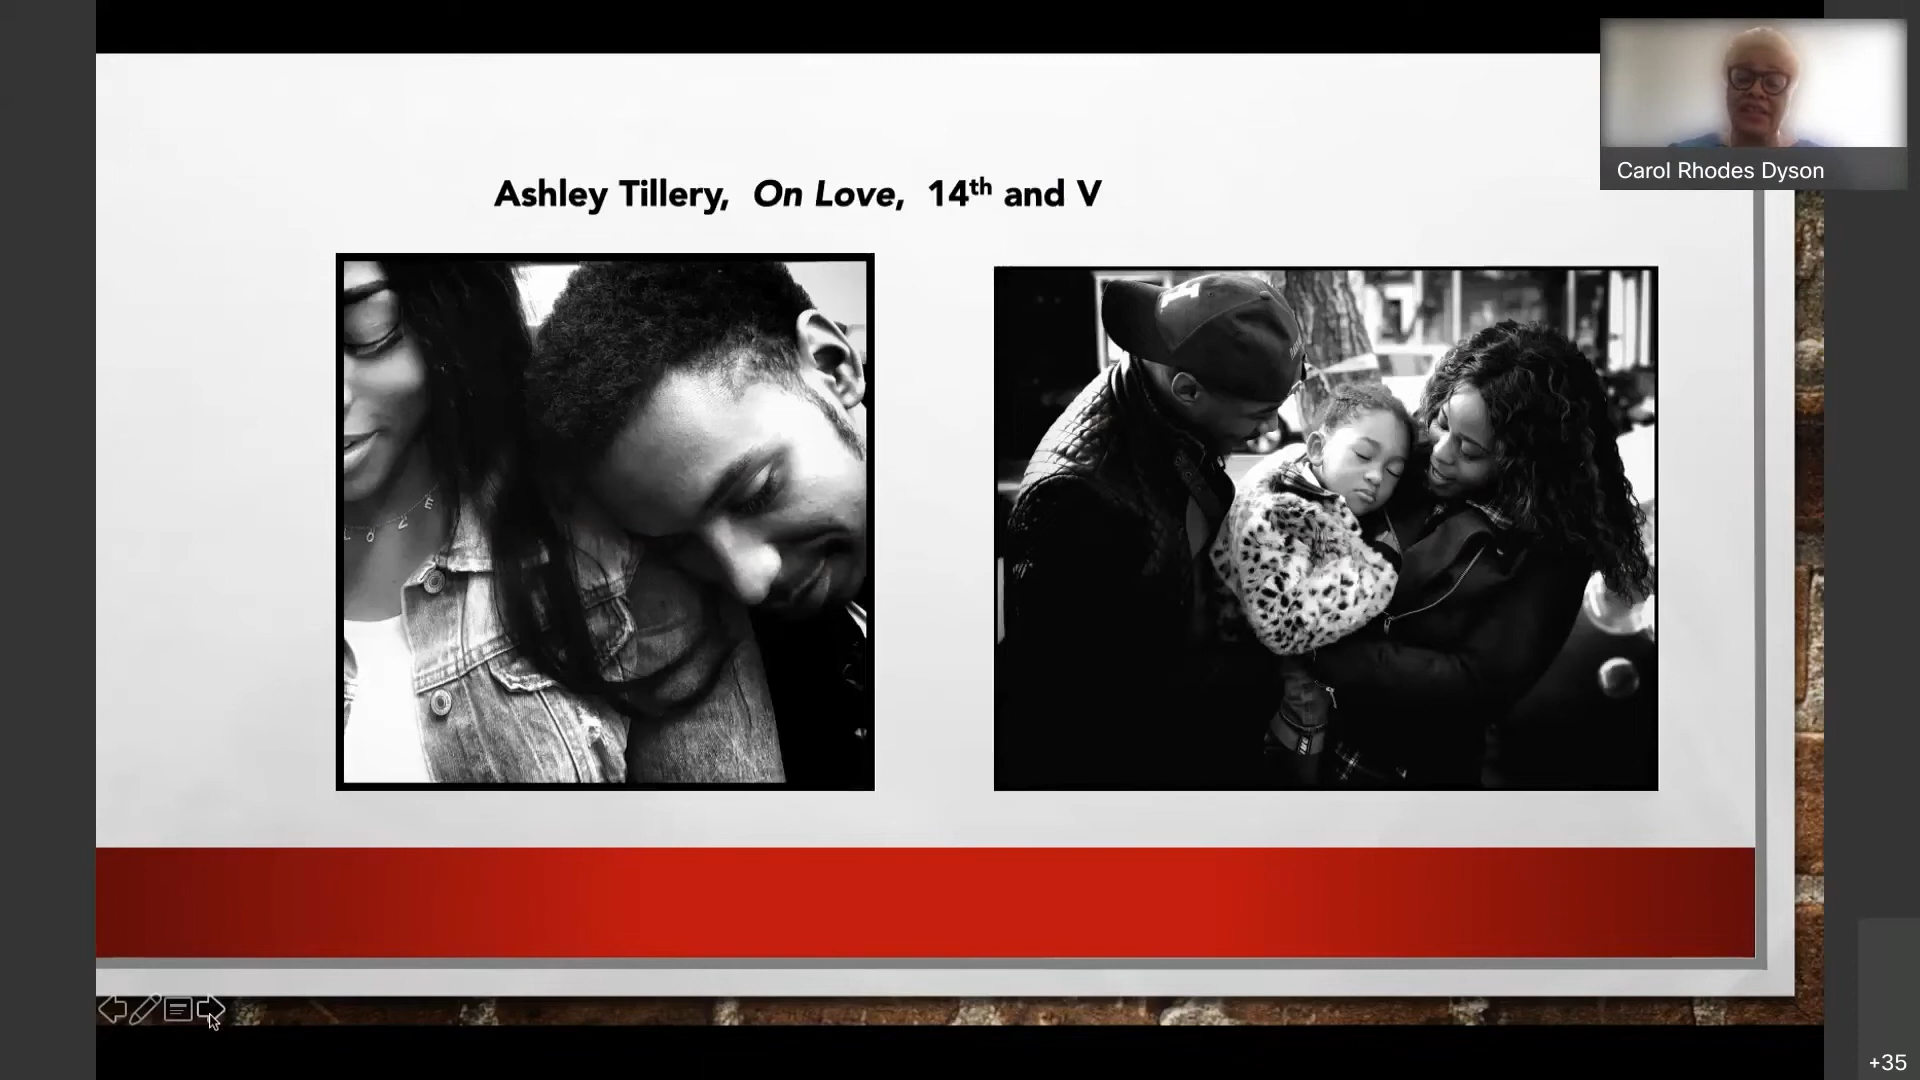 Carol Rhodes Dyson
Ashley Tillery, On Love, 14th and V
L O V E
+35